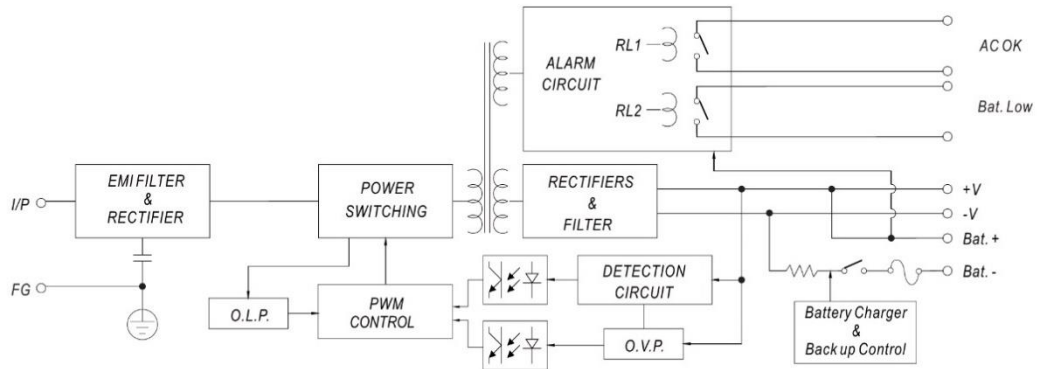 RL1
AC OK
ALARM
CIRCUIT
RL2
Bat. Low
EMI FILTER
&
RECTIFIER
POWER
SWITCHING
RECTIFIERS
&
FILTER
I/P
+V
-V
Bat. +
Bat. -
FG
O.L.P.
PWM
CONTROL
DETECTION
CIRCUIT
O.V.P.
Battery Charger
&
Back up Control